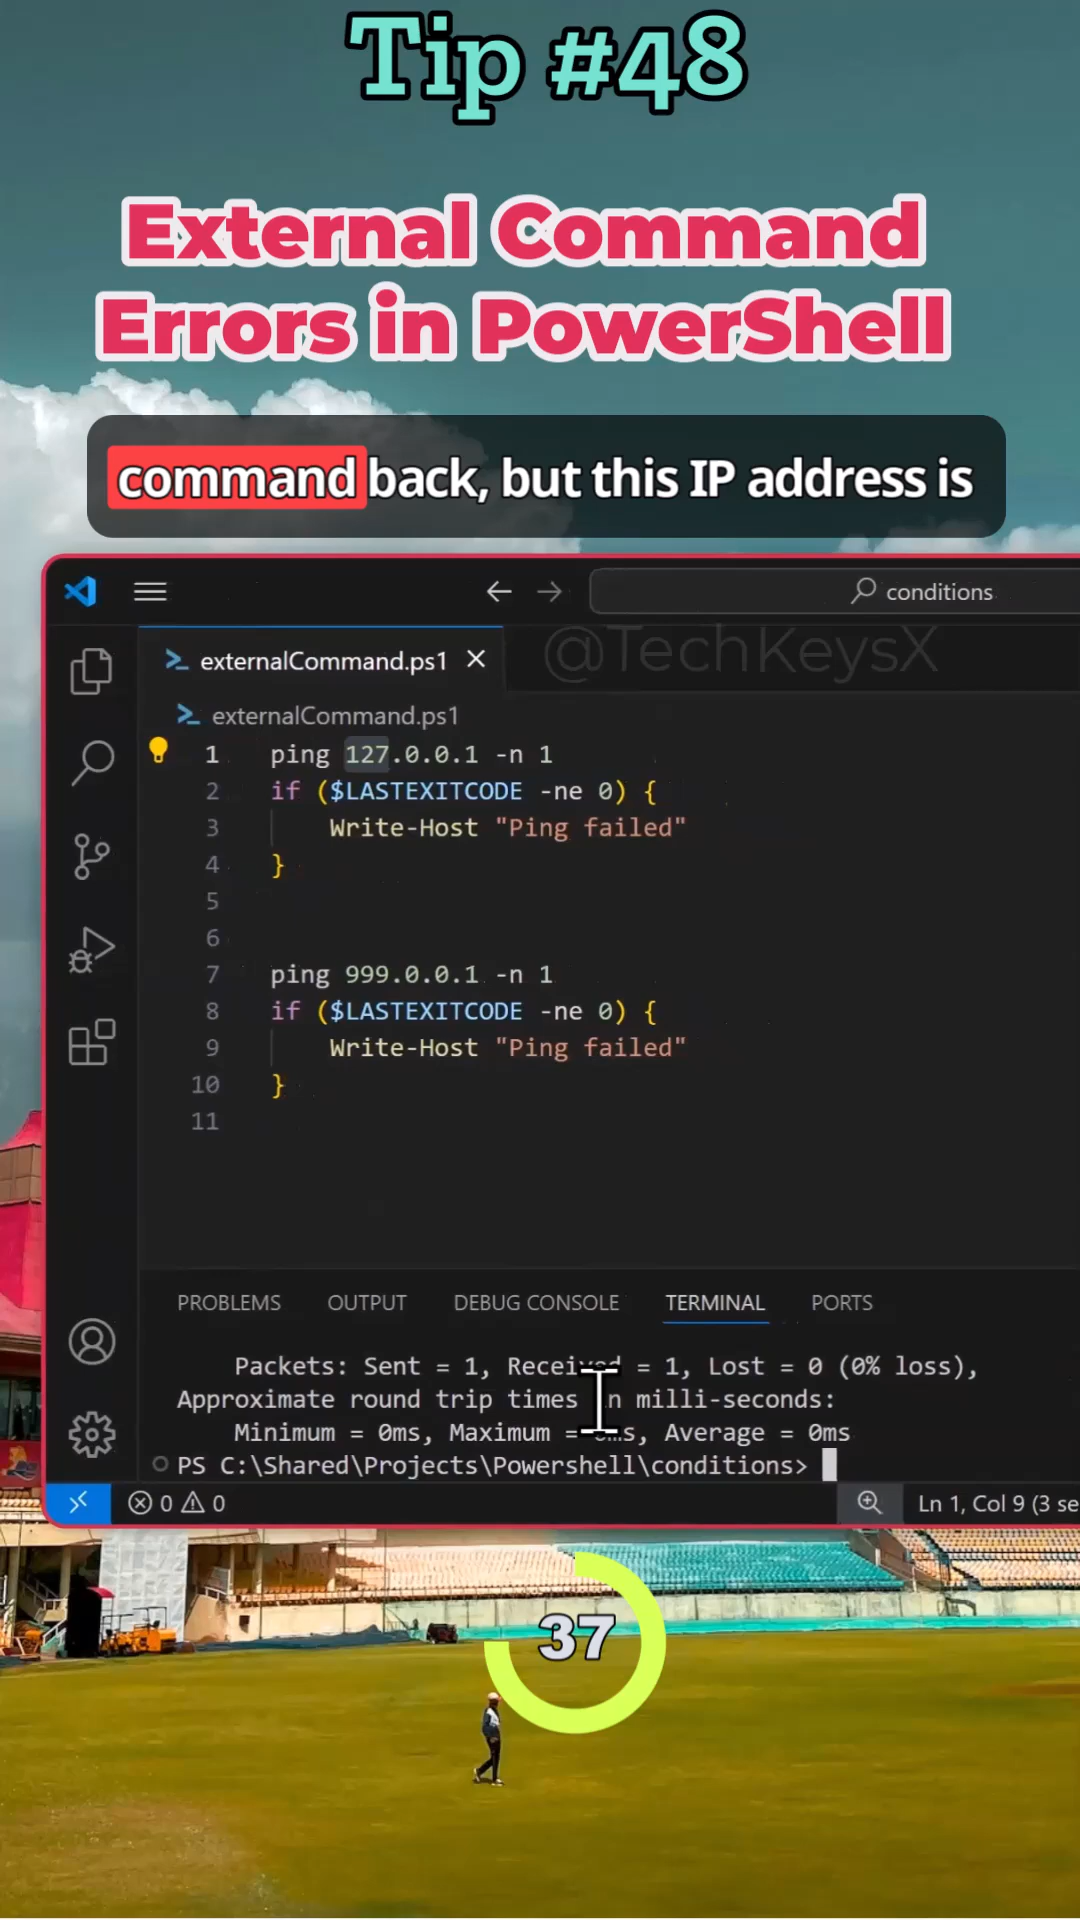 Tip #48
External Command
Errors in PowerShell
command back, but this IP address is
conditions
externalCommand.ps1
@TechKeysX
externalCommand.ps1
1 ping 127.0.0.1 -n 1
2 if ($LASTEXITCODE -ne 0) {
3 Write-Host "Ping failed"
4 }
5
6
7 ping 999.0.0.1 -n 1
8 if ($LASTEXITCODE -ne 0) {
9 Write-Host "Ping failed"
10 }
11
PROBLEMS OUTPUT DEBUG CONSOLE TERMINAL PORTS
Packets: Sent = 1, Received = 1, Lost = 0 (0% loss),
Approximate round trip times in milli-seconds:
Minimum = 0ms, Maximum = 0ms, Average = 0ms
PS C:\Shared\Projects\Powershell\conditions>
0 0 Ln 1, Col 9 (3 se
37